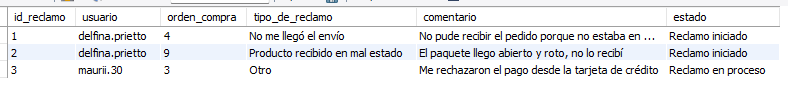 id_reclamo usuario orden_compra tipo_de_reclamo comentario estado
1 delfina.prietto 4 No me llegó el envío No pude recibir el pedido porque no estaba en ... Reclamo iniciado
2 delfina.prietto 9 Producto recibido en mal estado El paquete llego abierto y roto, no lo recibí Reclamo iniciado
3 maurii.30 3 Otro Me rechazaron el pago desde la tarjeta de crédito Reclamo en proceso